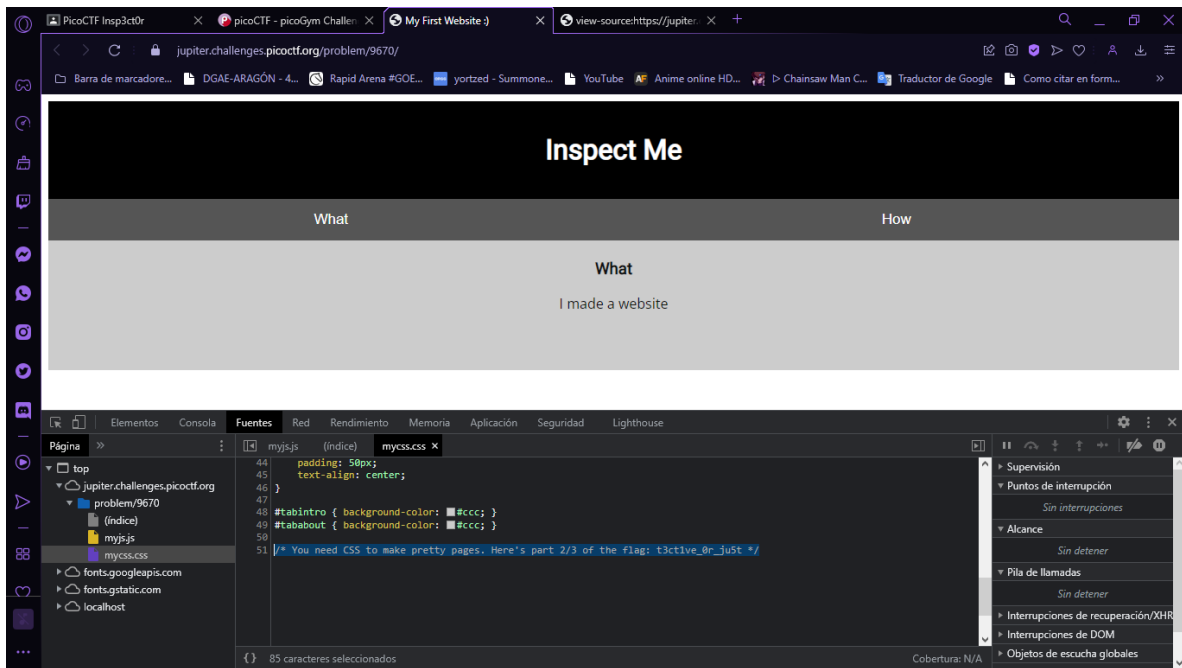 PicoCTF Insp3ct0r
picoCTF - picoGym Challen
My First Website :)
view-source:https://jupiter.
jupiter.challenges.picoctf.org/problem/9670/
Barra de marcadore...
DGAE-ARAGÓN - 4...
Rapid Arena #GOE...
yortzed - Summone...
YouTube
Anime online HD...
▷ Chainsaw Man C...
Traductor de Google
Como citar en form...
»
Inspect Me
What
How
What
I made a website
Elementos
Consola
Fuentes
Red
Rendimiento
Memoria
Aplicación
Seguridad
Lighthouse
Página
»
myjs.js
(índice)
mycss.css
top
jupiter.challenges.picoctf.org
problem/9670
(índice)
myjs.js
mycss.css
fonts.googleapis.com
fonts.gstatic.com
localhost
44 padding: 50px;
45 text-align: center;
46 }
47
48 #tabintro { background-color: #ccc; }
49 #tababout { background-color: #ccc; }
50
51 /* You need CSS to make pretty pages. Here's part 2/3 of the flag: t3ct1ve_0r_ju5t */
{} 85 caracteres seleccionados
Cobertura: N/A
Supervisión
Puntos de interrupción
Sin interrupciones
Alcance
Sin detener
Pila de llamadas
Sin detener
Interrupciones de recuperación/XHR
Interrupciones de DOM
Objetos de escucha globales